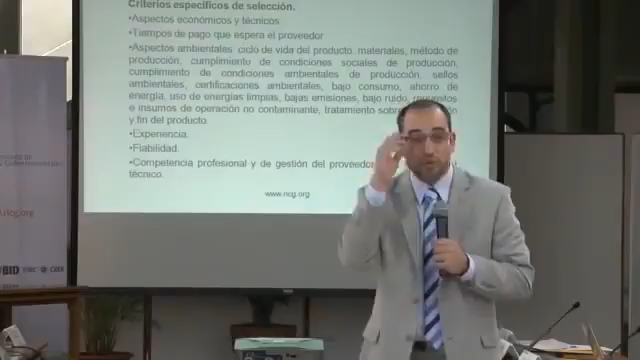 Criterios específicos de selección.
•Aspectos económicos y técnicos
•Tiempos de pago que espera el proveedor
•Aspectos ambientales ciclo de vida del producto, materiales, método de
producción, cumplimiento de condiciones sociales de producción,
cumplimiento de condiciones ambientales de producción, sellos
ambientales, certificaciones ambientales, bajo consumo, ahorro de
energía, uso de energías limpias, bajas emisiones, bajo ruido, repuestos
e insumos de operación no contaminante, tratamiento
y fin del producto.
•Experiencia.
•Fiabilidad.
•Competencia profesional y de gestión del proveedor
técnico.
www.ricg.org
BID